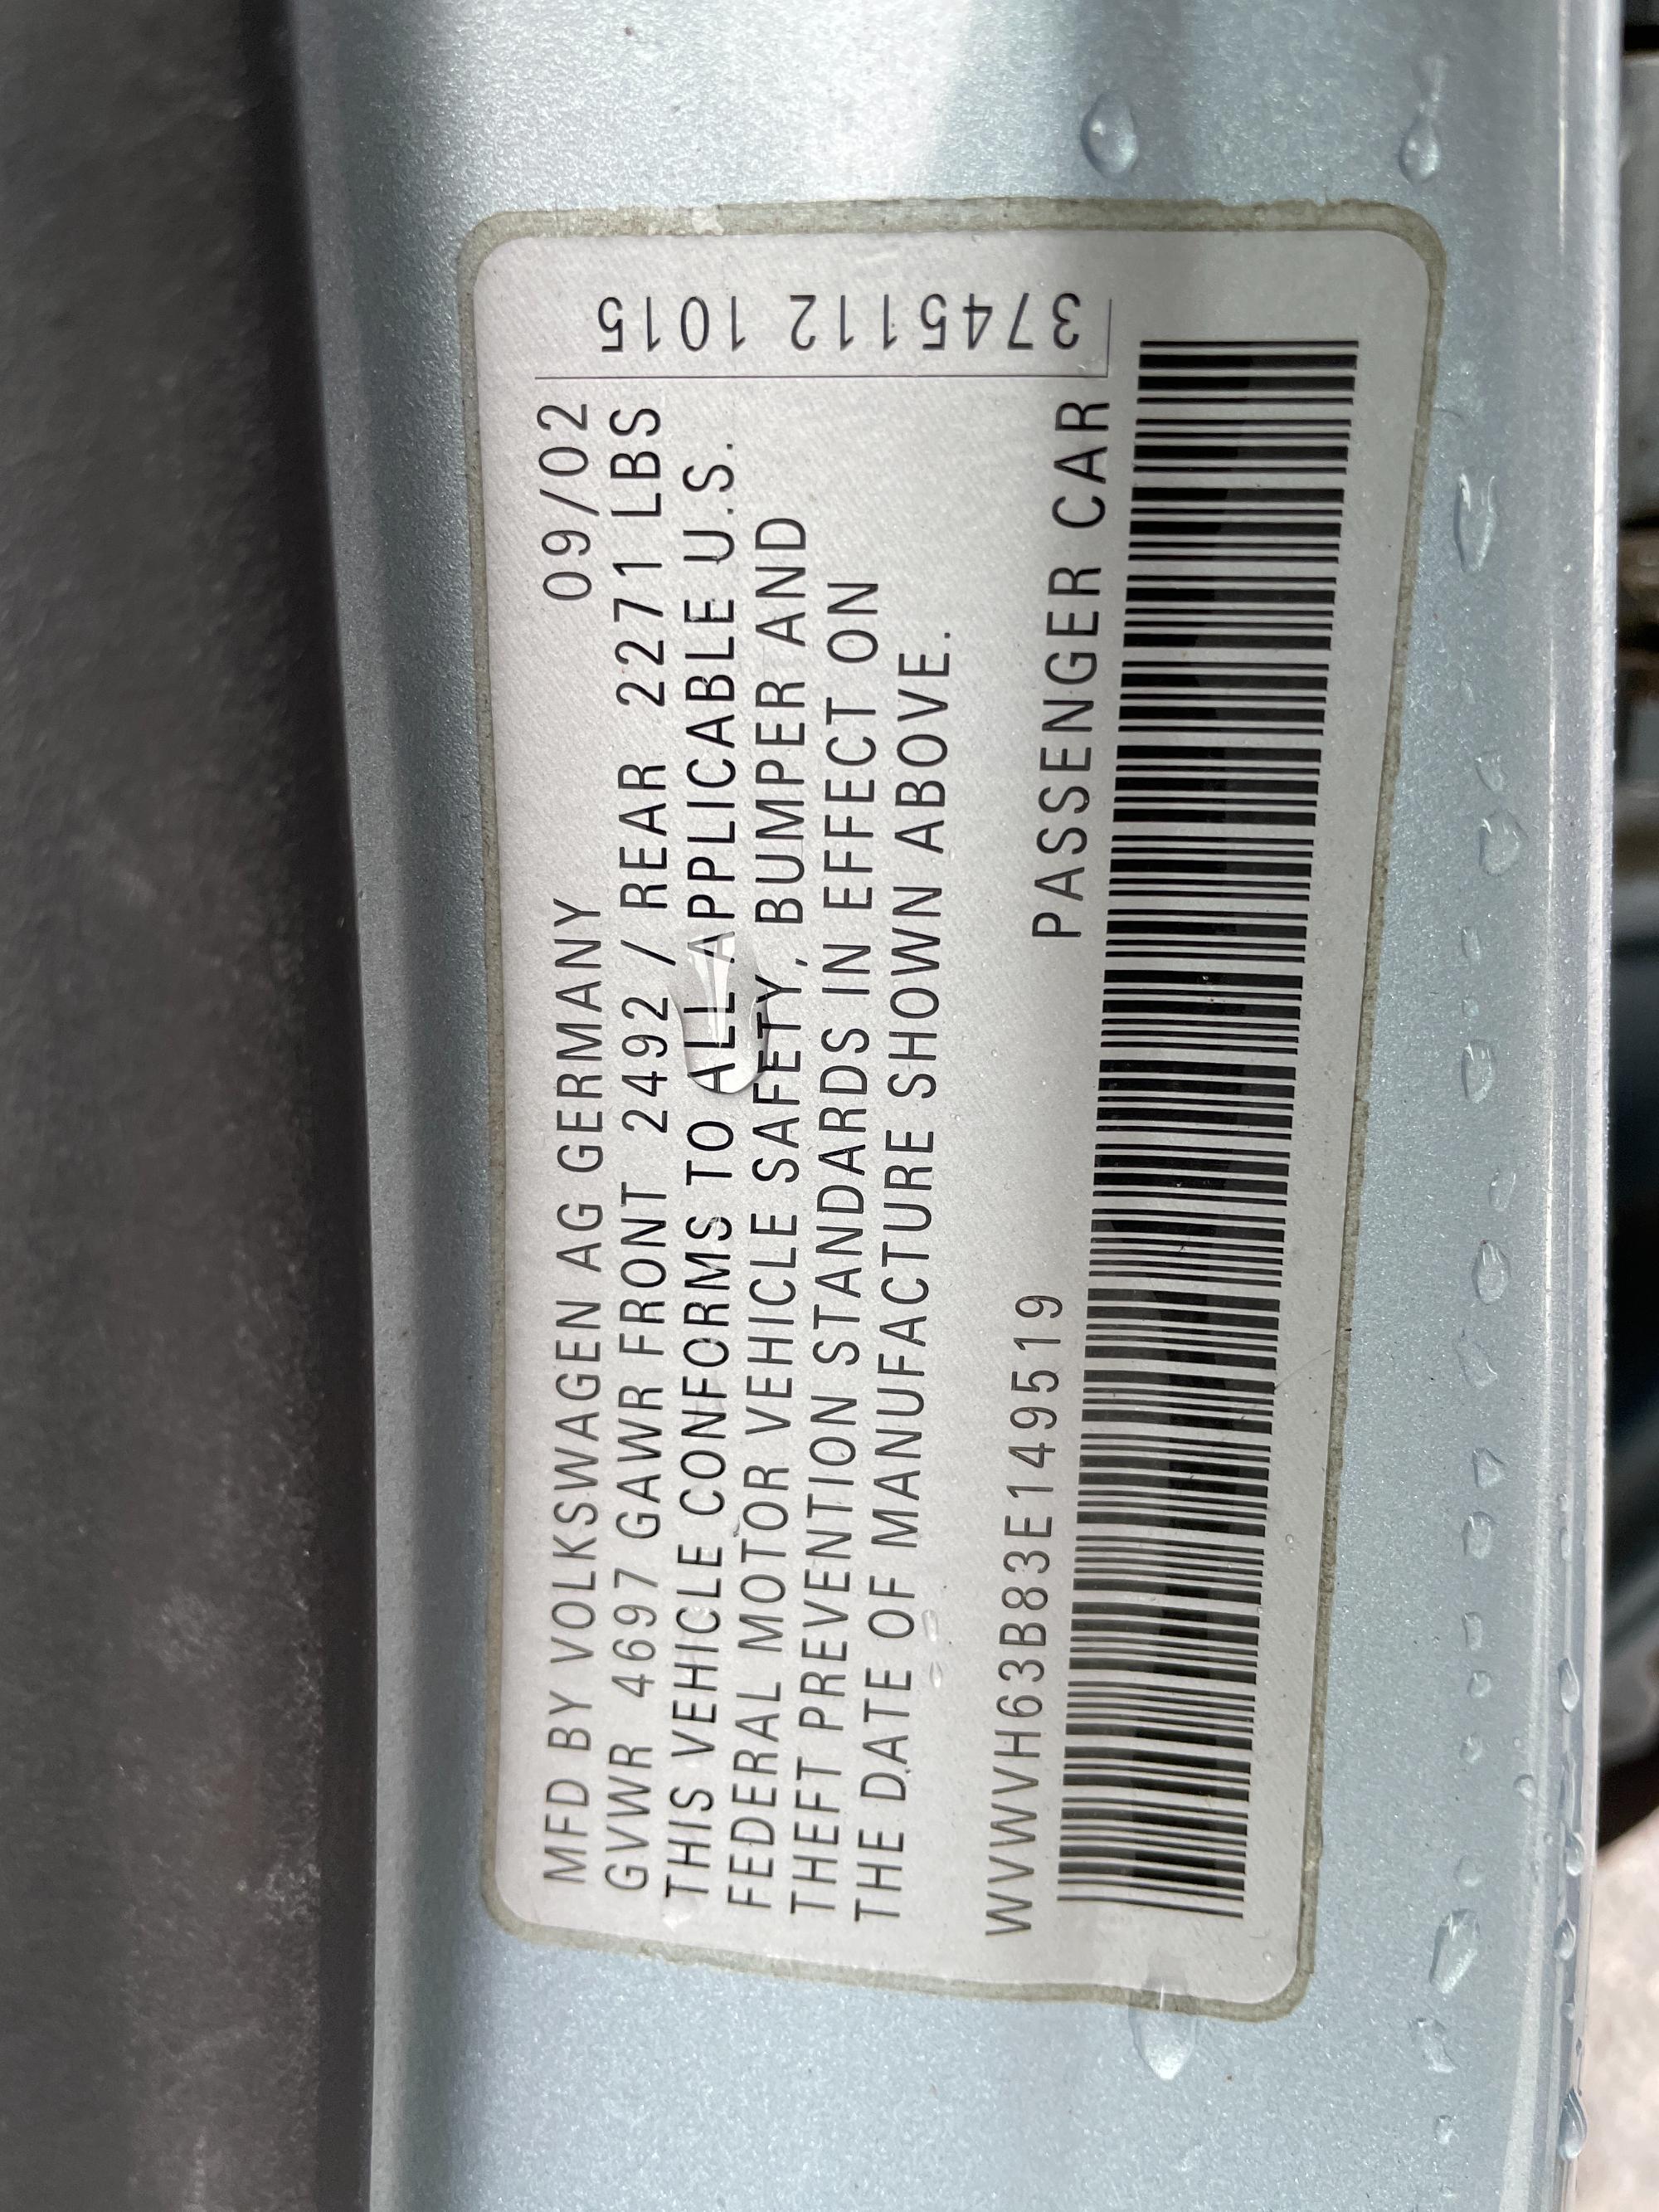 MFD BY VOLKSWAGEN AG GERMANY 09/02
GVWR 4697 GAWR FRONT 2492 / REAR 2271 LBS
THIS VEHICLE CONFORMS TO ALL APPLICABLE U.S.
FEDERAL MOTOR VEHICLE SAFETY, BUMPER AND
THEFT PREVENTION STANDARDS IN EFFECT ON
THE DATE OF MANUFACTURE SHOWN ABOVE.
WVWVH63B83E149519 PASSENGER CAR
3745112 1015